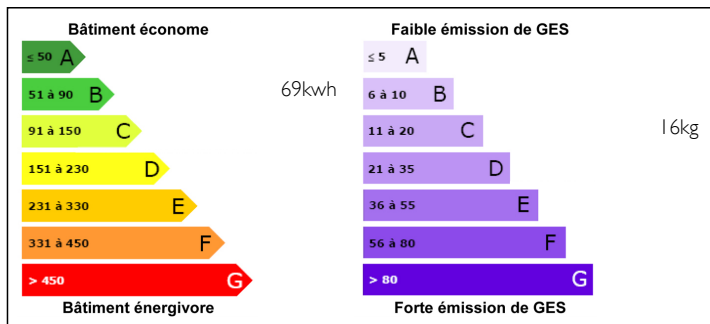 Bâtiment économe
≤ 50 A
51 à 90 B
69kwh
91 à 150 C
151 à 230 D
231 à 330 E
331 à 450 F
> 450 G
Bâtiment énergivore
Faible émission de GES
≤ 5 A
6 à 10 B
11 à 20 C
16kg
21 à 35 D
36 à 55 E
56 à 80 F
> 80 G
Forte émission de GES